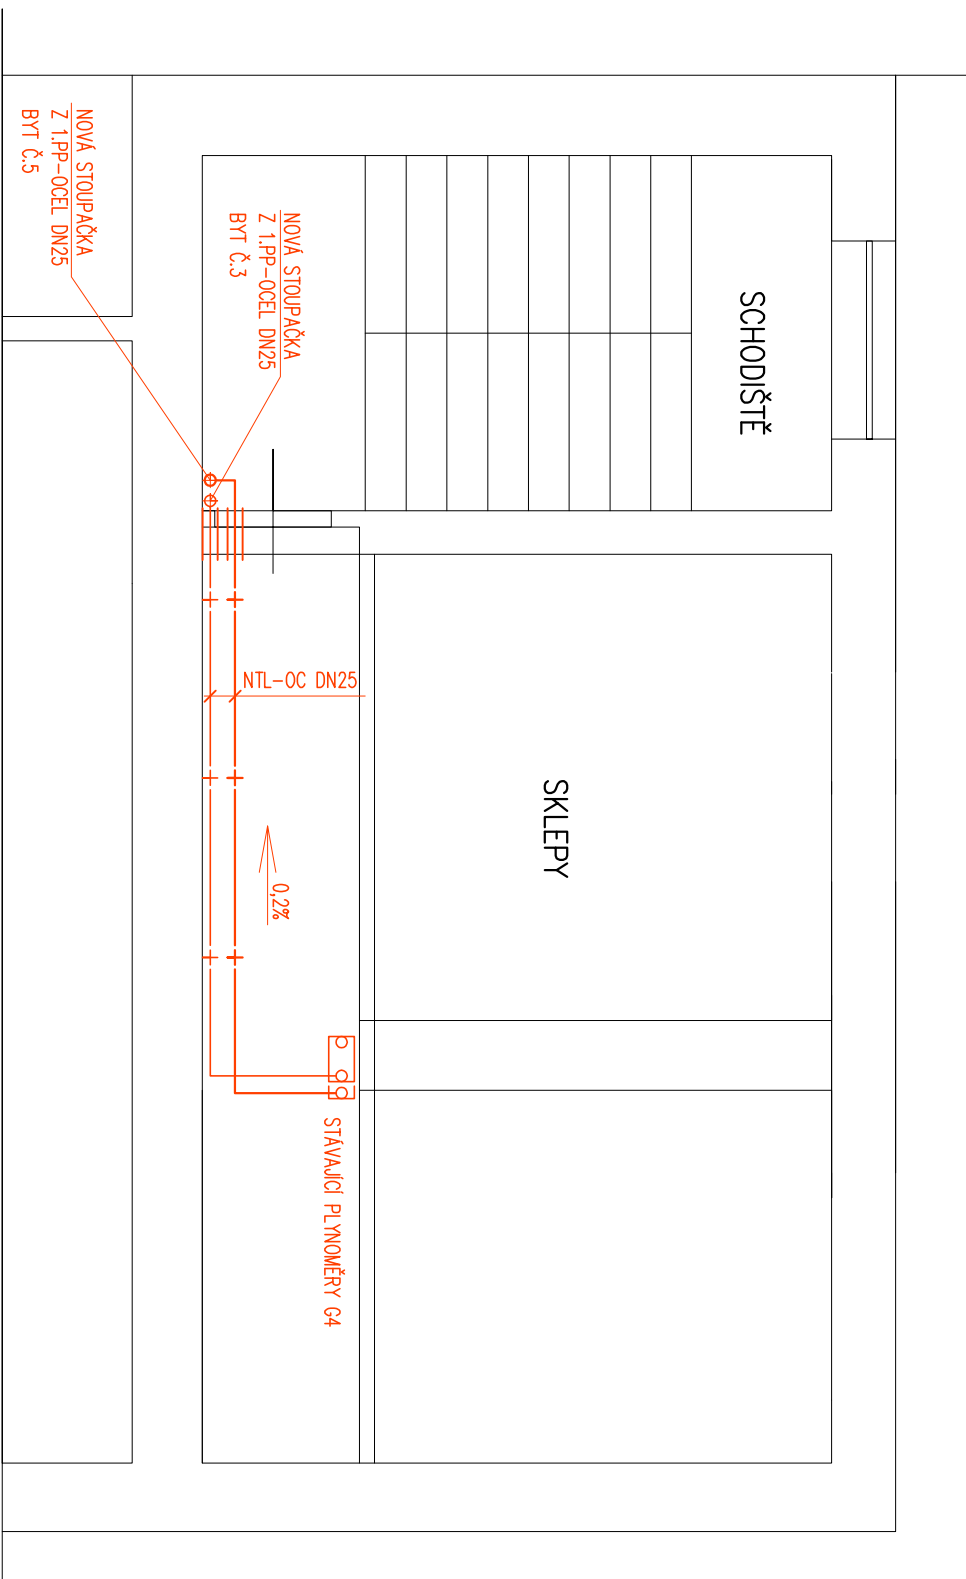 NOVÁ STOUPAČKA
Z 1.PP-OCEL DN25
BYT Č.5
NOVÁ STOUPAČKA
Z 1.PP-OCEL DN25
BYT Č.3
SCHODIŠTĚ
NTL-OC DN25
SKLEPY
0,2%
STÁVAJÍCÍ PLYNOMĚRY G4